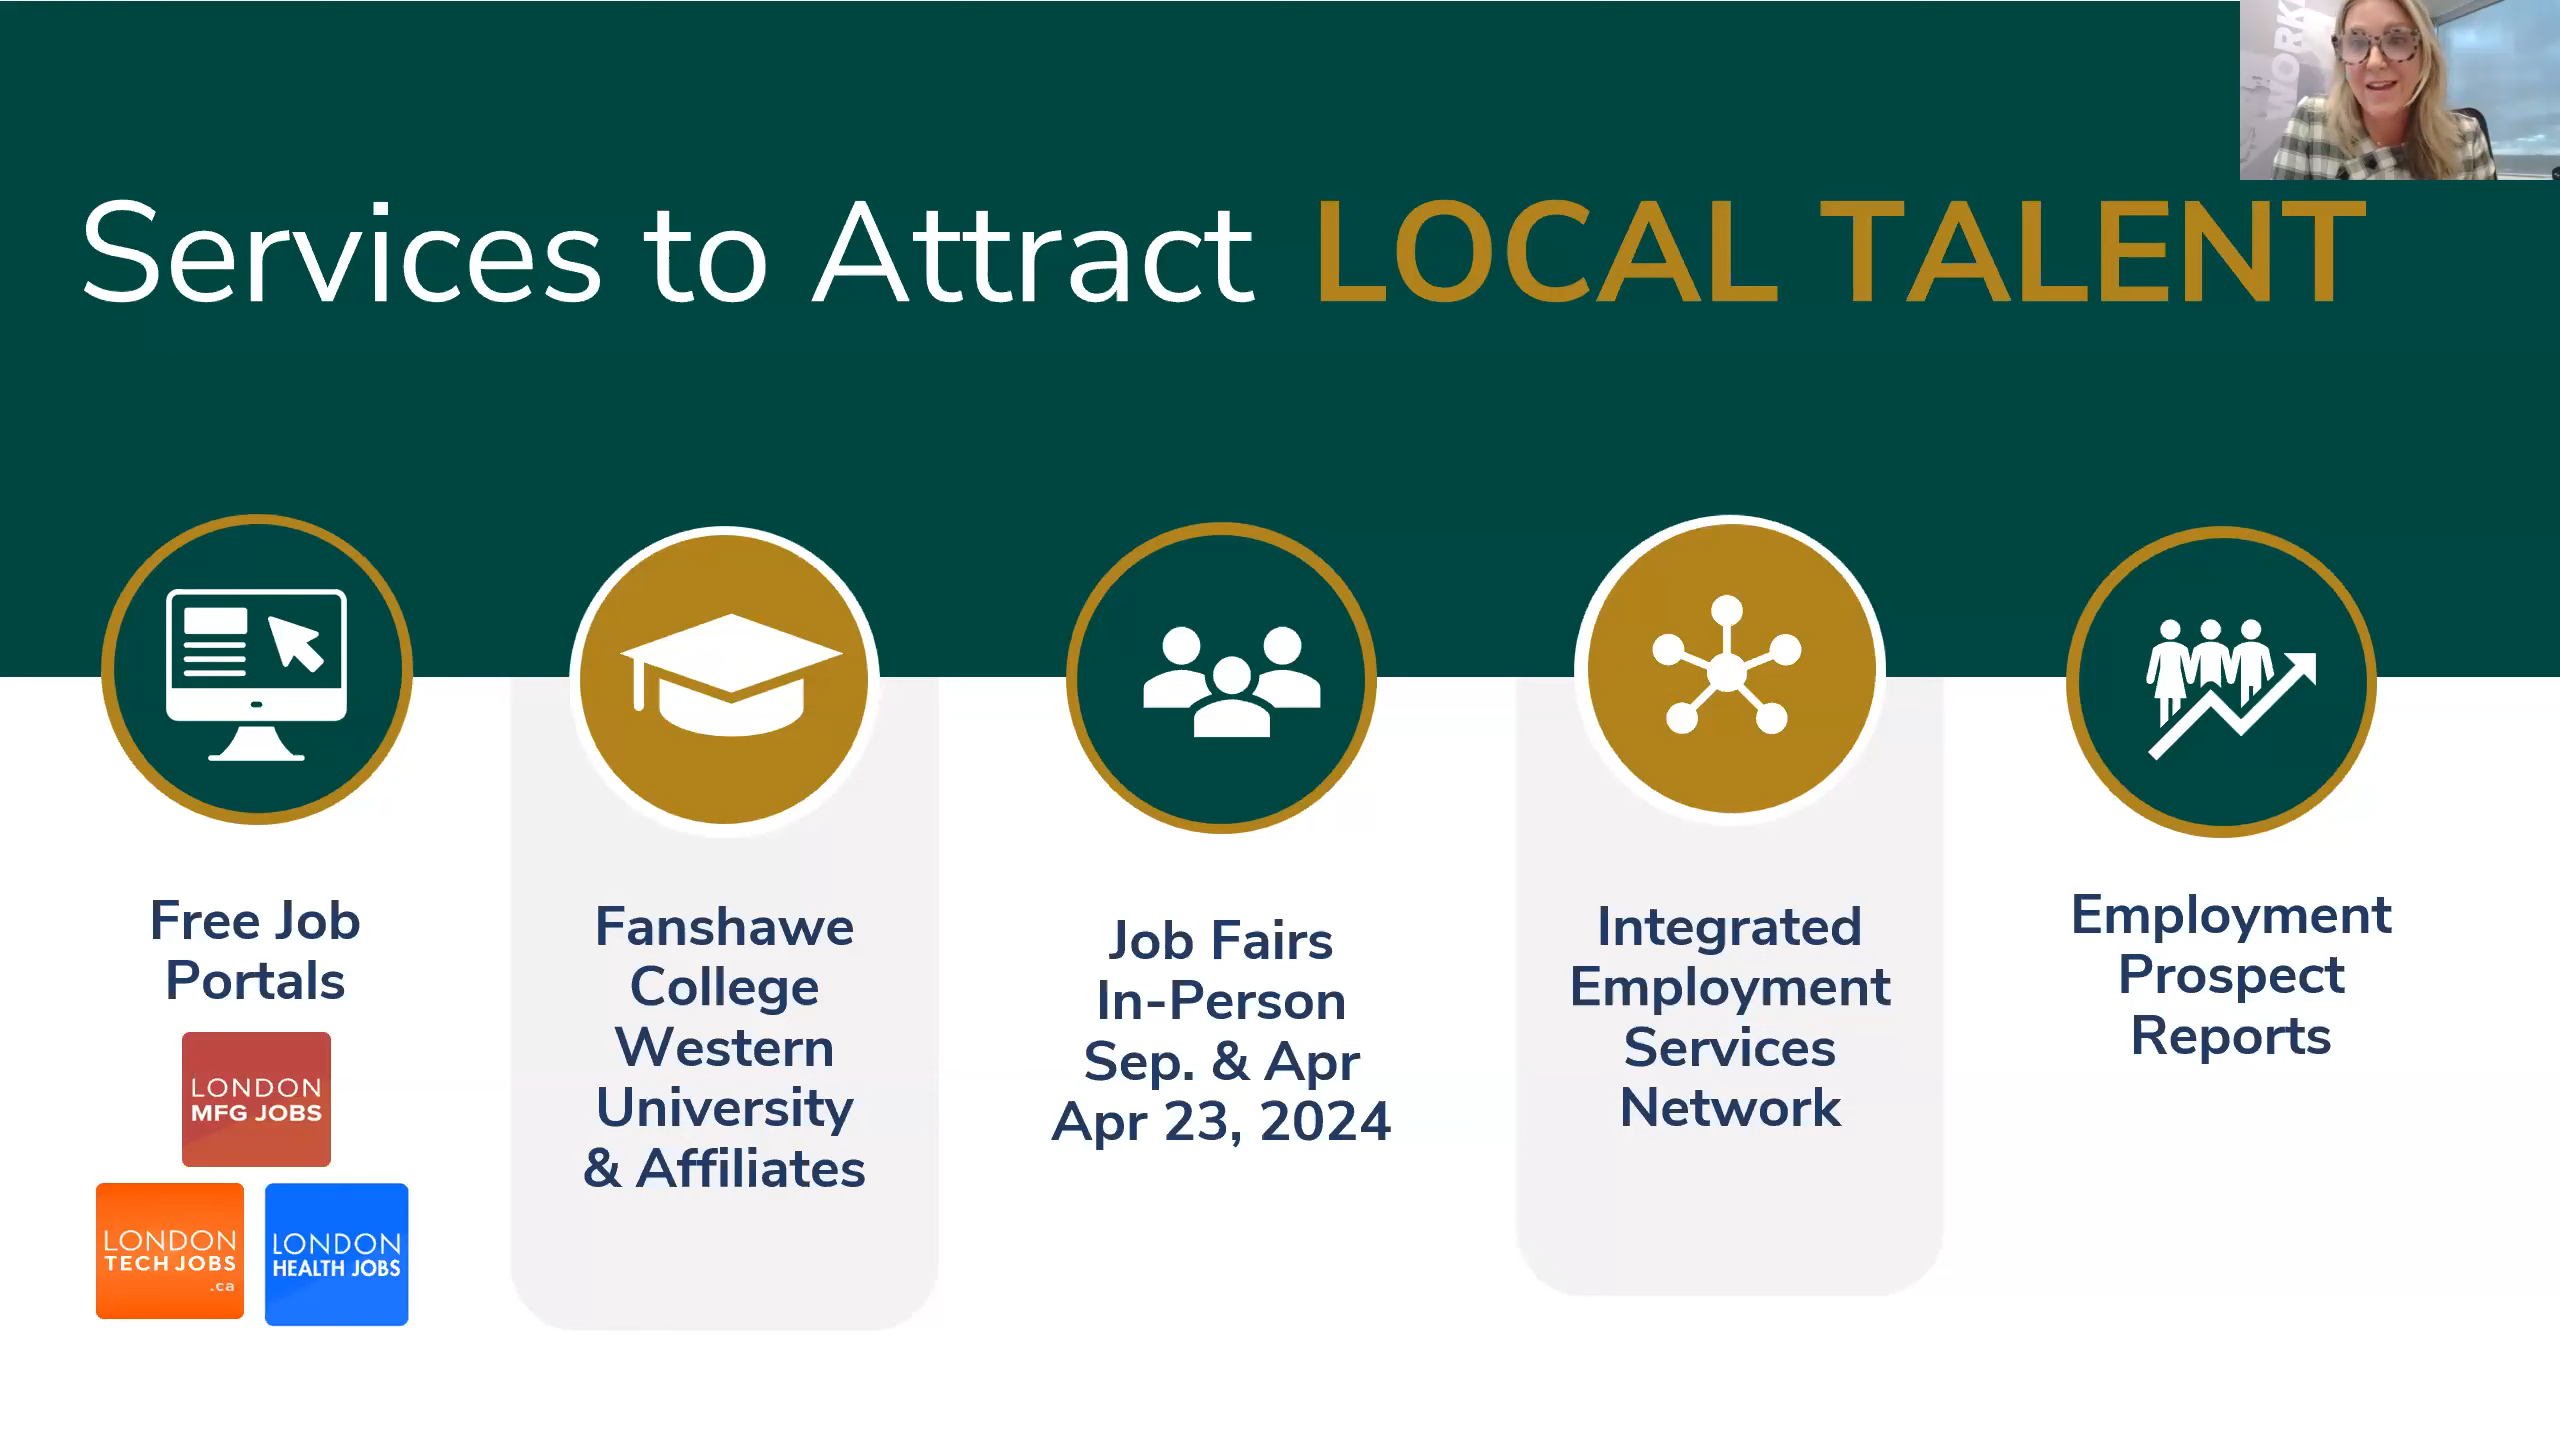 WORK
Services to Attract LOCAL TALENT
Free Job
Portals
LONDON
MFG JOBS
LONDON
TECH JOBS
.ca
LONDON
HEALTH JOBS
Fanshawe
College
Western
University
& Affiliates
Job Fairs
In-Person
Sep. & Apr
Apr 23, 2024
Integrated
Employment
Services
Network
Employment
Prospect
Reports